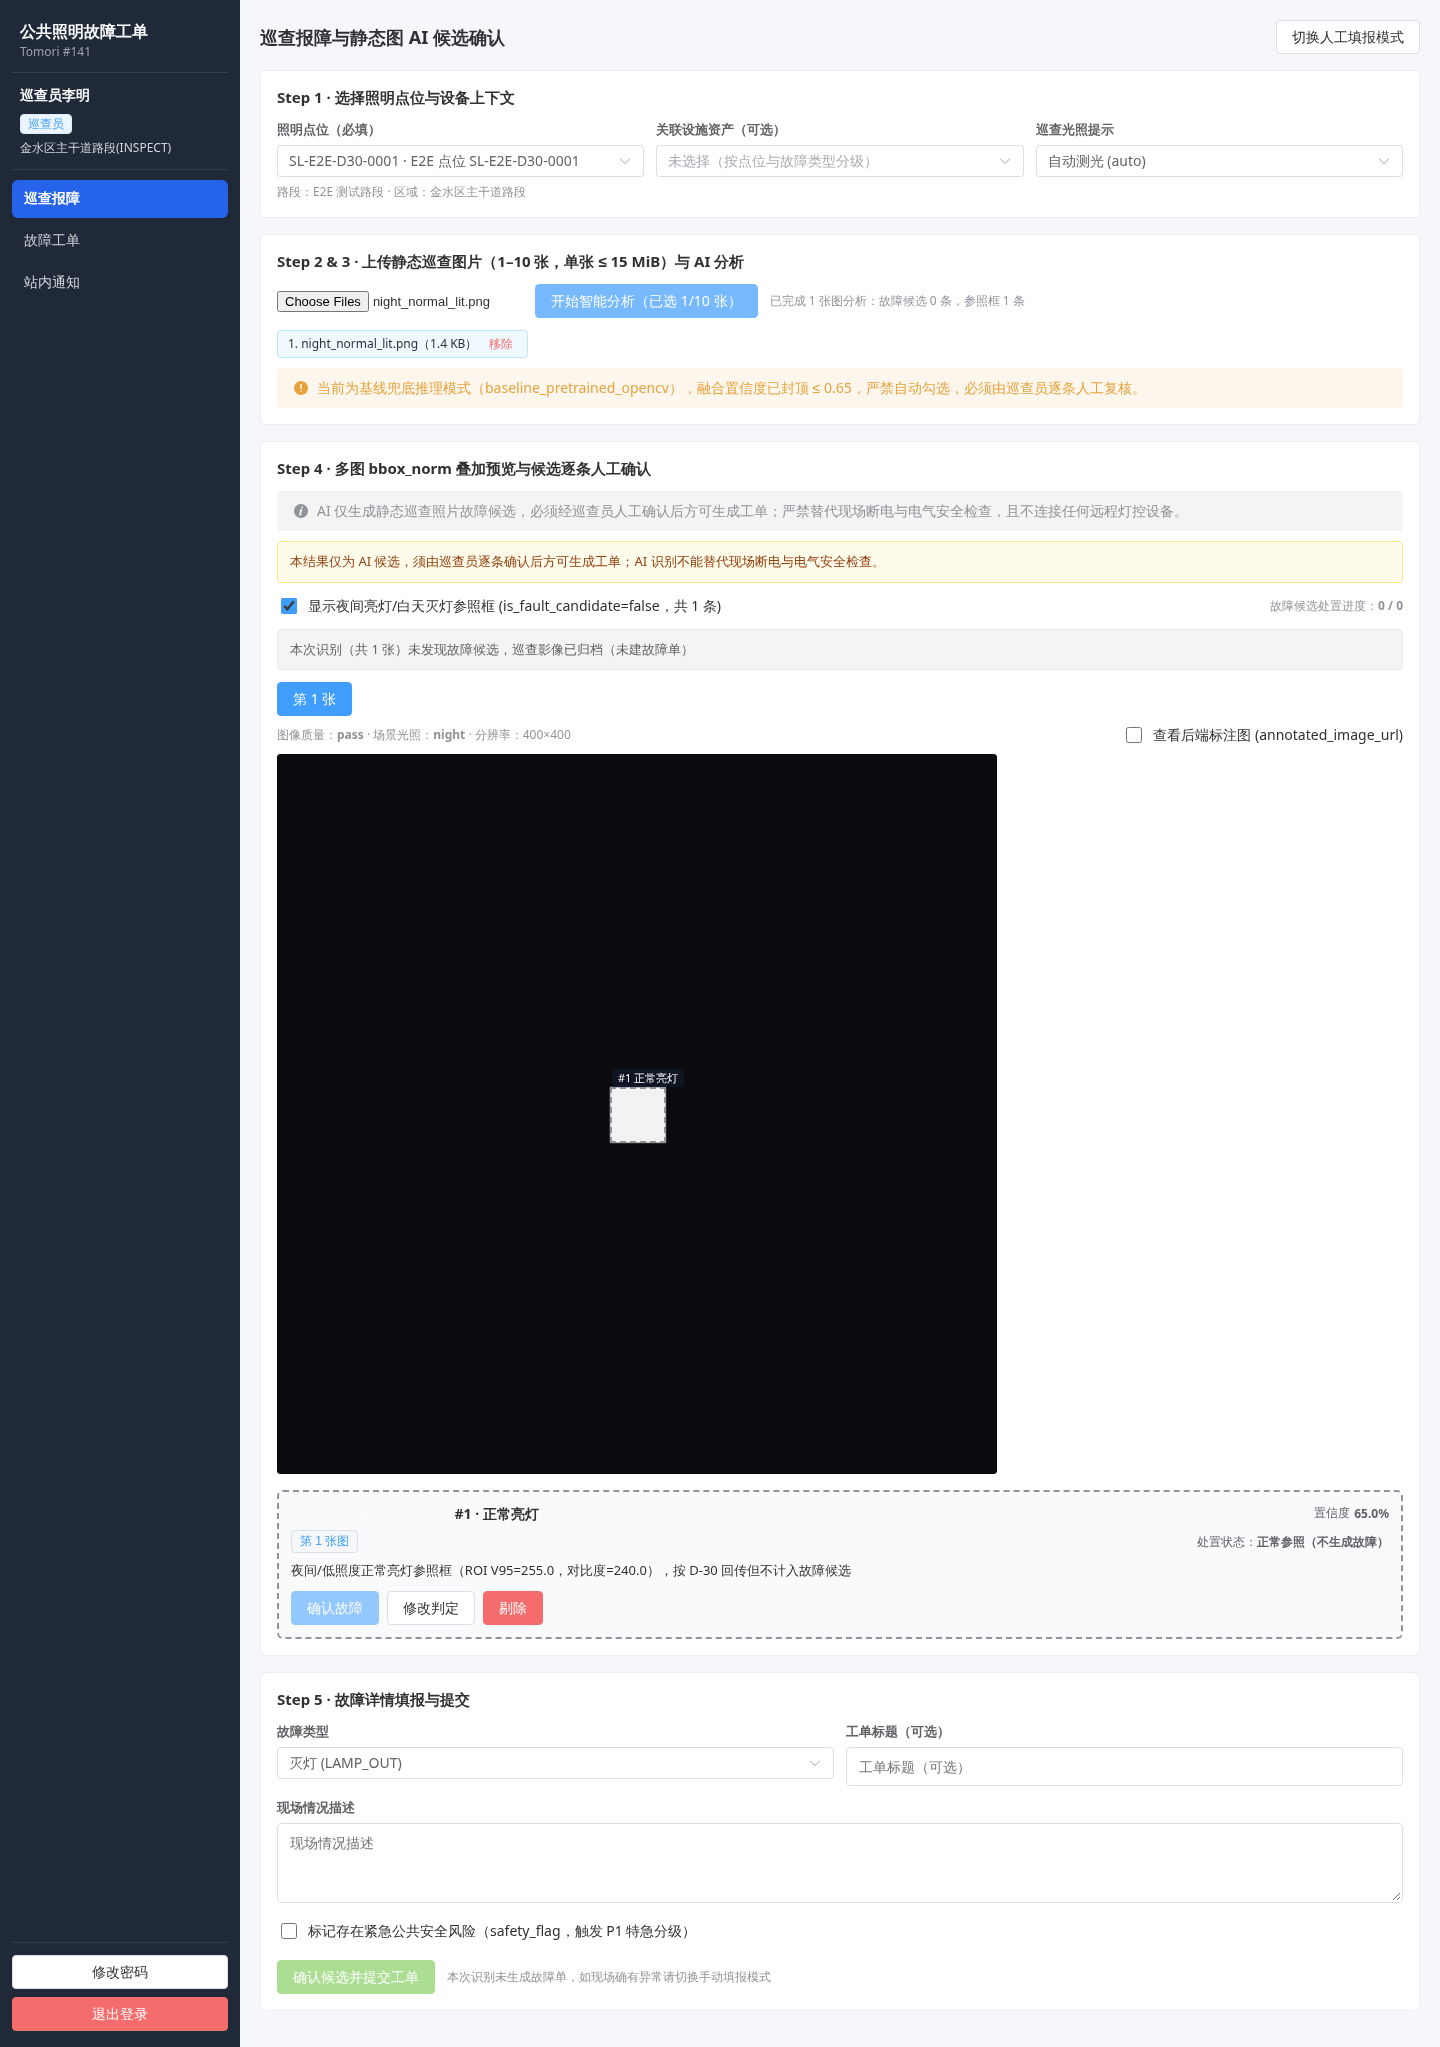 公共照明故障工单
Tomori #141
巡查员李明
巡查员
金水区主干道路段(INSPECT)
巡查报障
故障工单
站内通知
修改密码
退出登录
巡查报障与静态图 AI 候选确认
切换人工填报模式
Step 1 · 选择照明点位与设备上下文
照明点位（必填）
关联设施资产（可选）
巡查光照提示
SL-E2E-D30-0001 · E2E 点位 SL-E2E-D30-0001
未选择（按点位与故障类型分级）
自动测光 (auto)
路段：E2E 测试路段 · 区域：金水区主干道路段
Step 2 & 3 · 上传静态巡查图片（1–10 张，单张 ≤ 15 MiB）与 AI 分析
Choose Files night_normal_lit.png
开始智能分析（已选 1/10 张）
已完成 1 张图分析：故障候选 0 条，参照框 1 条
1. night_normal_lit.png（1.4 KB） 移除
当前为基线兜底推理模式（baseline_pretrained_opencv），融合置信度已封顶 ≤ 0.65，严禁自动勾选，必须由巡查员逐条人工复核。
Step 4 · 多图 bbox_norm 叠加预览与候选逐条人工确认
AI 仅生成静态巡查照片故障候选，必须经巡查员人工确认后方可生成工单；严禁替代现场断电与电气安全检查，且不连接任何远程灯控设备。
本结果仅为 AI 候选，须由巡查员逐条确认后方可生成工单；AI 识别不能替代现场断电与电气安全检查。
显示夜间亮灯/白天灭灯参照框 (is_fault_candidate=false，共 1 条)
故障候选处置进度：0 / 0
本次识别（共 1 张）未发现故障候选，巡查影像已归档（未建故障单）
第 1 张
图像质量：pass · 场景光照：night · 分辨率：400×400
查看后端标注图 (annotated_image_url)
#1 正常亮灯
#1 · 正常亮灯
置信度 65.0%
第 1 张图
处置状态：正常参照（不生成故障）
夜间/低照度正常亮灯参照框（ROI V95=255.0，对比度=240.0），按 D-30 回传但不计入故障候选
确认故障
修改判定
剔除
Step 5 · 故障详情填报与提交
故障类型
工单标题（可选）
灭灯 (LAMP_OUT)
工单标题（可选）
现场情况描述
现场情况描述
标记存在紧急公共安全风险（safety_flag，触发 P1 特急分级）
确认候选并提交工单
本次识别未生成故障单，如现场确有异常请切换手动填报模式